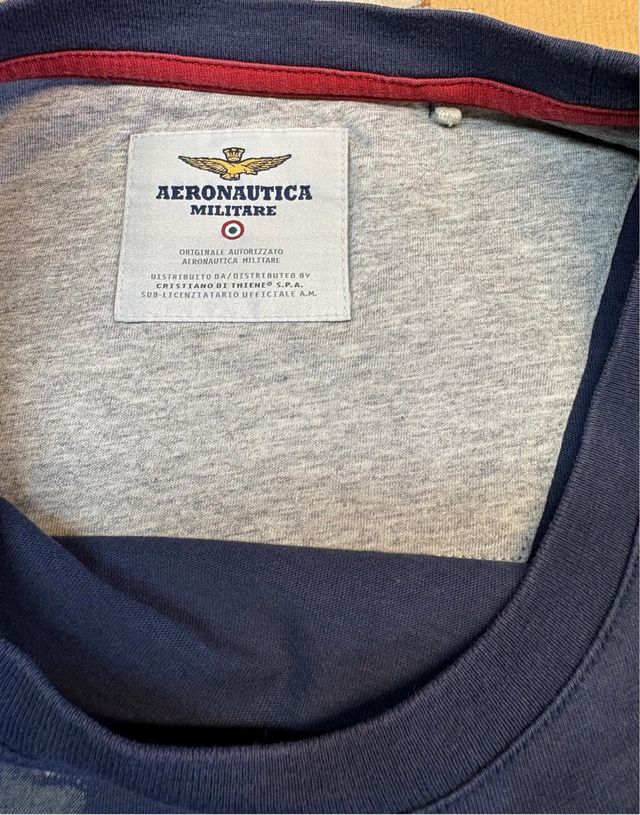 AERONAUTICA
MILITARE
ORIGINALE AUTORIZZATO
AERONAUTICA MILITARE
DISTRIBUITO DA/DISTRIBUTED BY
CRISTIANO DI THIENE® S.P.A.
SUB-LICENZIATARIO UFFICIALE A.M.